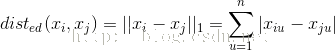 dist_{ed}(x_i, x_j) = ||x_i - x_j||_1 = \sum_{u=1}^{n} |x_{iu} - x_{ju}|